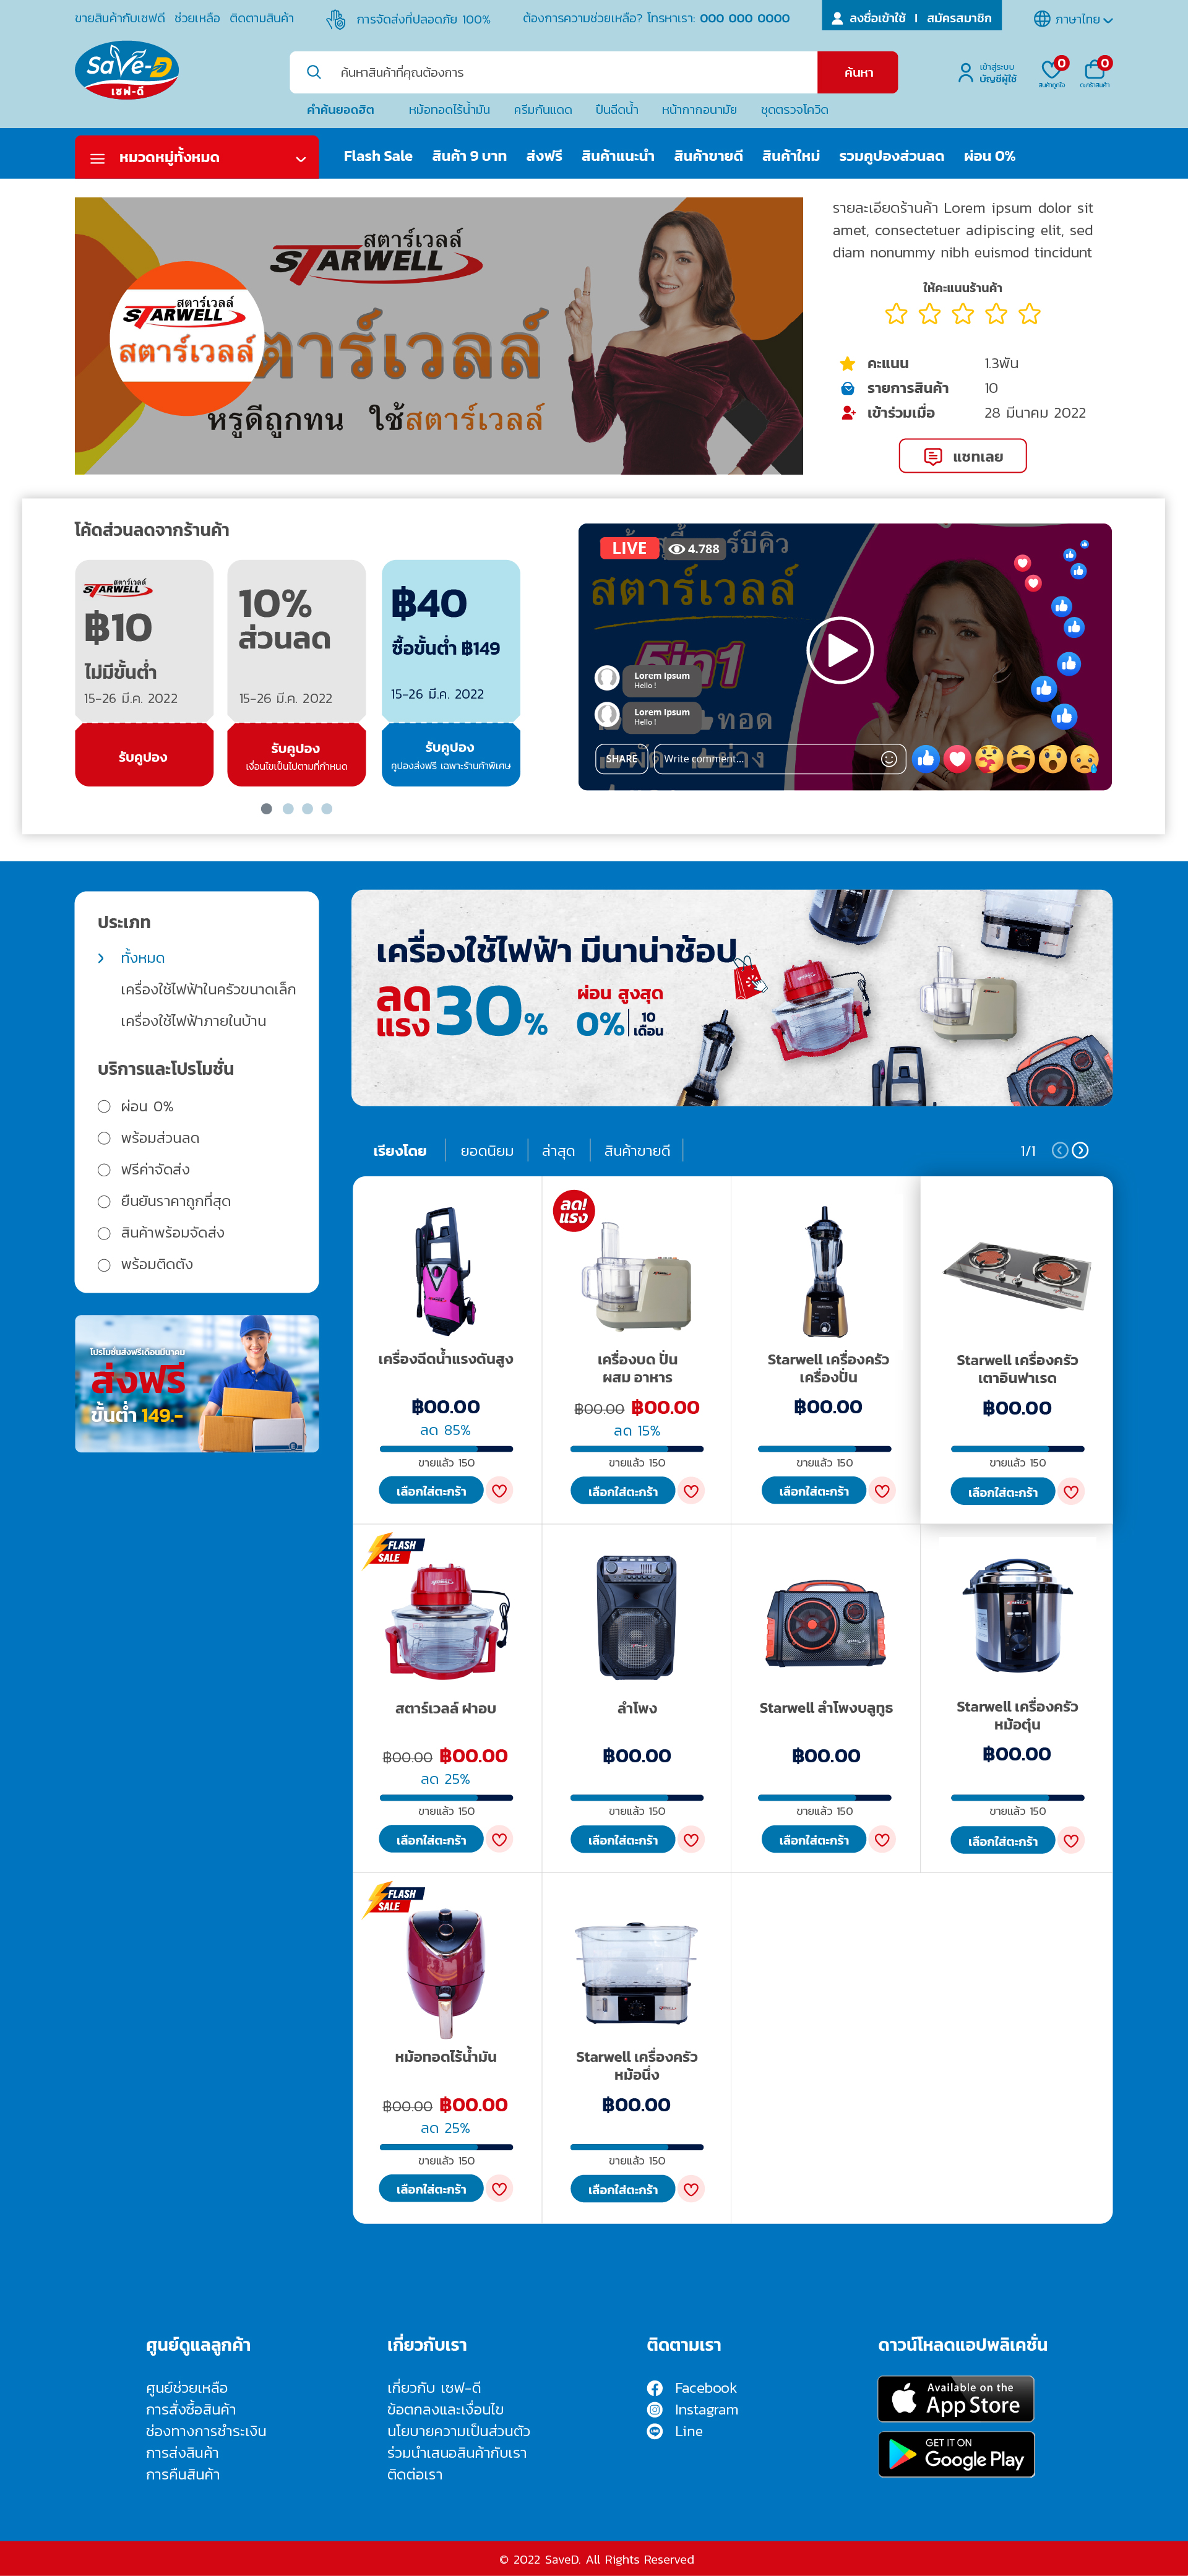 ขายสินค้ากับเซฟดี ช่วยเหลือ ติดตามสินค้า
การจัดส่งที่ปลอดภัย 100%
ต้องการความช่วยเหลือ? โทรหาเรา: 000 000 0000
ลงชื่อเข้าใช้ | สมัครสมาชิก
ภาษาไทย
SaVe-D
เซฟ-ดี
ค้นหาสินค้าที่คุณต้องการ
ค้นหา
เข้าสู่ระบบ
บัญชีผู้ใช้
0
สินค้าถูกใจ
0
ตะกร้าสินค้า
คำค้นยอดฮิต หม้อทอดไร้น้ำมัน ครีมกันแดด ปืนฉีดน้ำ หน้ากากอนามัย ชุดตรวจโควิด
หมวดหมู่ทั้งหมด
Flash Sale สินค้า 9 บาท ส่งฟรี สินค้าแนะนำ สินค้าขายดี สินค้าใหม่ รวมคูปองส่วนลด ผ่อน 0%
สตาร์เวลล์
STARWELL
สตาร์เวลล์
STARWELL
สตาร์เวลล์
ตาร์เวลล์
หรูดีถูกทน ใช้สตาร์เวลล์
รายละเอียดร้านค้า Lorem ipsum dolor sit
amet, consectetuer adipiscing elit, sed
diam nonummy nibh euismod tincidunt
ให้คะแนนร้านค้า
คะแนน 1.3พัน
รายการสินค้า 10
เข้าร่วมเมื่อ 28 มีนาคม 2022
แชทเลย
โค้ดส่วนลดจากร้านค้า
สตาร์เวลล์
STARWELL
฿10
ไม่มีขั้นต่ำ
15-26 มี.ค. 2022
รับคูปอง
10%
ส่วนลด
15-26 มี.ค. 2022
รับคูปอง
เงื่อนไขเป็นไปตามที่กำหนด
฿40
ซื้อขั้นต่ำ ฿149
15-26 มี.ค. 2022
รับคูปอง
คูปองส่งฟรี เฉพาะร้านค้าพิเศษ
LIVE 4.788
ร์บีคิว
สตาร์เวลล์
5in1
ทอด
ย่าง
Lorem Ipsum
Hello !
Lorem Ipsum
Hello !
SHARE
Write comment...
ประเภท
ทั้งหมด
เครื่องใช้ไฟฟ้าในครัวขนาดเล็ก
เครื่องใช้ไฟฟ้าภายในบ้าน
บริการและโปรโมชั่น
ผ่อน 0%
พร้อมส่วนลด
ฟรีค่าจัดส่ง
ยืนยันราคาถูกที่สุด
สินค้าพร้อมจัดส่ง
พร้อมติดตั้ง
โปรโมชั่นส่งฟรีเดือนมีนาคม
ส่งฟรี
ขั้นต่ำ 149.-
เครื่องใช้ไฟฟ้า มีนาน่าช้อป
ลด
แรง
30%
ผ่อน สูงสุด
0% 10
เดือน
เรียงโดย ยอดนิยม ล่าสุด สินค้าขายดี
1/1
เครื่องฉีดน้ำแรงดันสูง
฿00.00
ลด 85%
ขายแล้ว 150
เลือกใส่ตะกร้า
ลด!
แรง
เครื่องบด ปั่น
ผสม อาหาร
฿00.00 ฿00.00
ลด 15%
ขายแล้ว 150
เลือกใส่ตะกร้า
Starwell เครื่องครัว
เครื่องปั่น
฿00.00
ขายแล้ว 150
เลือกใส่ตะกร้า
Starwell เครื่องครัว
เตาอินฟาเรด
฿00.00
ขายแล้ว 150
เลือกใส่ตะกร้า
FLASH
SALE
สตาร์เวลล์ ฝาอบ
฿00.00 ฿00.00
ลด 25%
ขายแล้ว 150
เลือกใส่ตะกร้า
ลำโพง
฿00.00
ขายแล้ว 150
เลือกใส่ตะกร้า
Starwell ลำโพงบลูทูธ
฿00.00
ขายแล้ว 150
เลือกใส่ตะกร้า
Starwell เครื่องครัว
หม้อตุ๋น
฿00.00
ขายแล้ว 150
เลือกใส่ตะกร้า
FLASH
SALE
หม้อทอดไร้น้ำมัน
฿00.00 ฿00.00
ลด 25%
ขายแล้ว 150
เลือกใส่ตะกร้า
Starwell เครื่องครัว
หม้อนึ่ง
฿00.00
ขายแล้ว 150
เลือกใส่ตะกร้า
ศูนย์ดูแลลูกค้า
ศูนย์ช่วยเหลือ
การสั่งซื้อสินค้า
ช่องทางการชำระเงิน
การส่งสินค้า
การคืนสินค้า
เกี่ยวกับเรา
เกี่ยวกับ เซฟ-ดี
ข้อตกลงและเงื่อนไข
นโยบายความเป็นส่วนตัว
ร่วมนำเสนอสินค้ากับเรา
ติดต่อเรา
ติดตามเรา
Facebook
Instagram
Line
ดาวน์โหลดแอปพลิเคชั่น
Available on the
App Store
GET IT ON
Google Play
© 2022 SaveD. All Rights Reserved